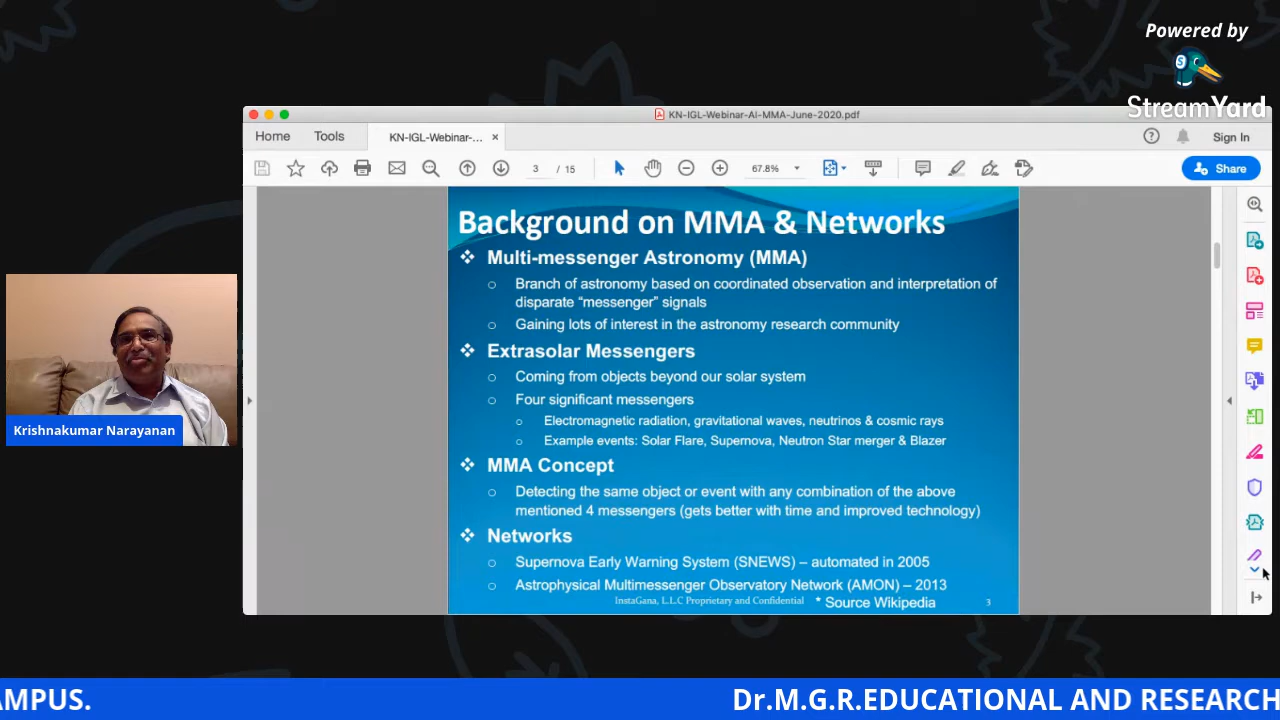 Powered by
StreamYard
KN-IGL-Webinar-AI-MMA-June-2020.pdf
Home Tools KN-IGL-Webinar-... × Sign In
3 / 15 67.8% Share
Background on MMA & Networks
❖ Multi-messenger Astronomy (MMA)
○ Branch of astronomy based on coordinated observation and interpretation of
disparate “messenger” signals
○ Gaining lots of interest in the astronomy research community
❖ Extrasolar Messengers
○ Coming from objects beyond our solar system
○ Four significant messengers
○ Electromagnetic radiation, gravitational waves, neutrinos & cosmic rays
○ Example events: Solar Flare, Supernova, Neutron Star merger & Blazer
❖ MMA Concept
○ Detecting the same object or event with any combination of the above
mentioned 4 messengers (gets better with time and improved technology)
❖ Networks
○ Supernova Early Warning System (SNEWS) – automated in 2005
○ Astrophysical Multimessenger Observatory Network (AMON) – 2013
InstaGana, L.L.C Proprietary and Confidential * Source Wikipedia 3
Krishnakumar Narayanan
AMPUS. Dr.M.G.R.EDUCATIONAL AND RESEARCH